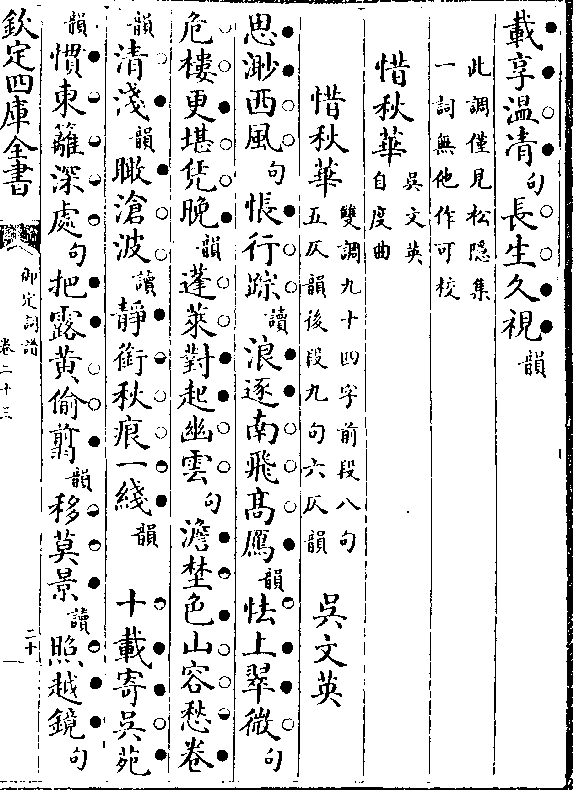 載享温凊句長生久視韻
此調僅見松隱集
一詞無他作可校
惜秋華吳文英
自度曲
惜秋華雙調九十四字前段八句
五仄韻後段九句六仄韻
吳文英
思渺西風句悵行踪讀浪逐南飛髙鴈韻怯上翠微句
危樓更堪凭晚韻蓬萊對起幽雲句澹埜色山容愁卷
韻清淺韻瞰滄波讀靜銜秋痕一綫韻 十載寄吳苑
韻慣東籬深處句把露黄偷剪韻移莫景讀照越鏡句
欽定四庫全書
御定詞譜
卷二十三
二十一